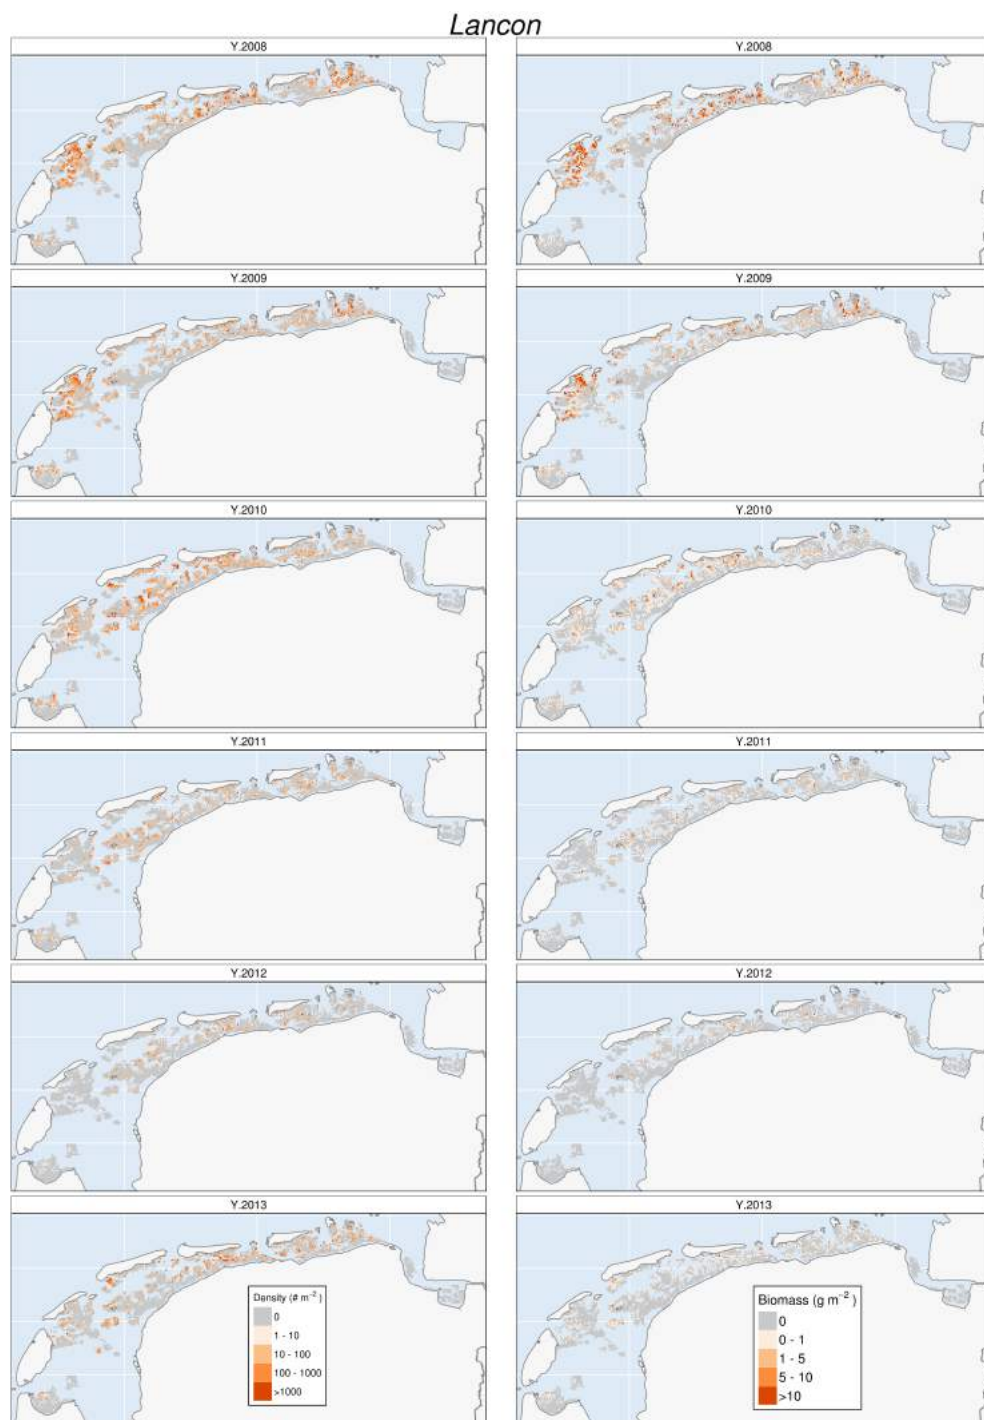 Lancon
Y.2008
Y.2008
Y.2009
Y.2009
Y.2010
Y.2010
Y.2011
Y.2011
Y.2012
Y.2012
Y.2013
Y.2013
Density (# m⁻²)
0
1 - 10
10 - 100
100 - 1000
>1000
Biomass (g m⁻²)
0
0 - 1
1 - 5
5 - 10
>10